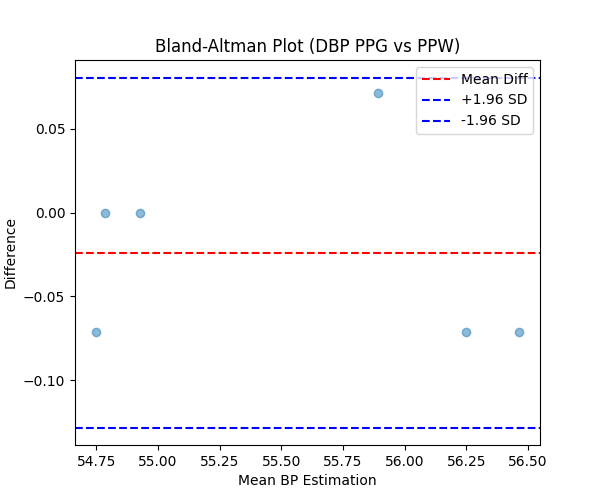 Bland-Altman Plot (DBP PPG vs PPW)
Mean Diff
+1.96 SD
-1.96 SD
Difference
0.05
0.00
−0.05
−0.10
54.75 55.00 55.25 55.50 55.75 56.00 56.25 56.50
Mean BP Estimation